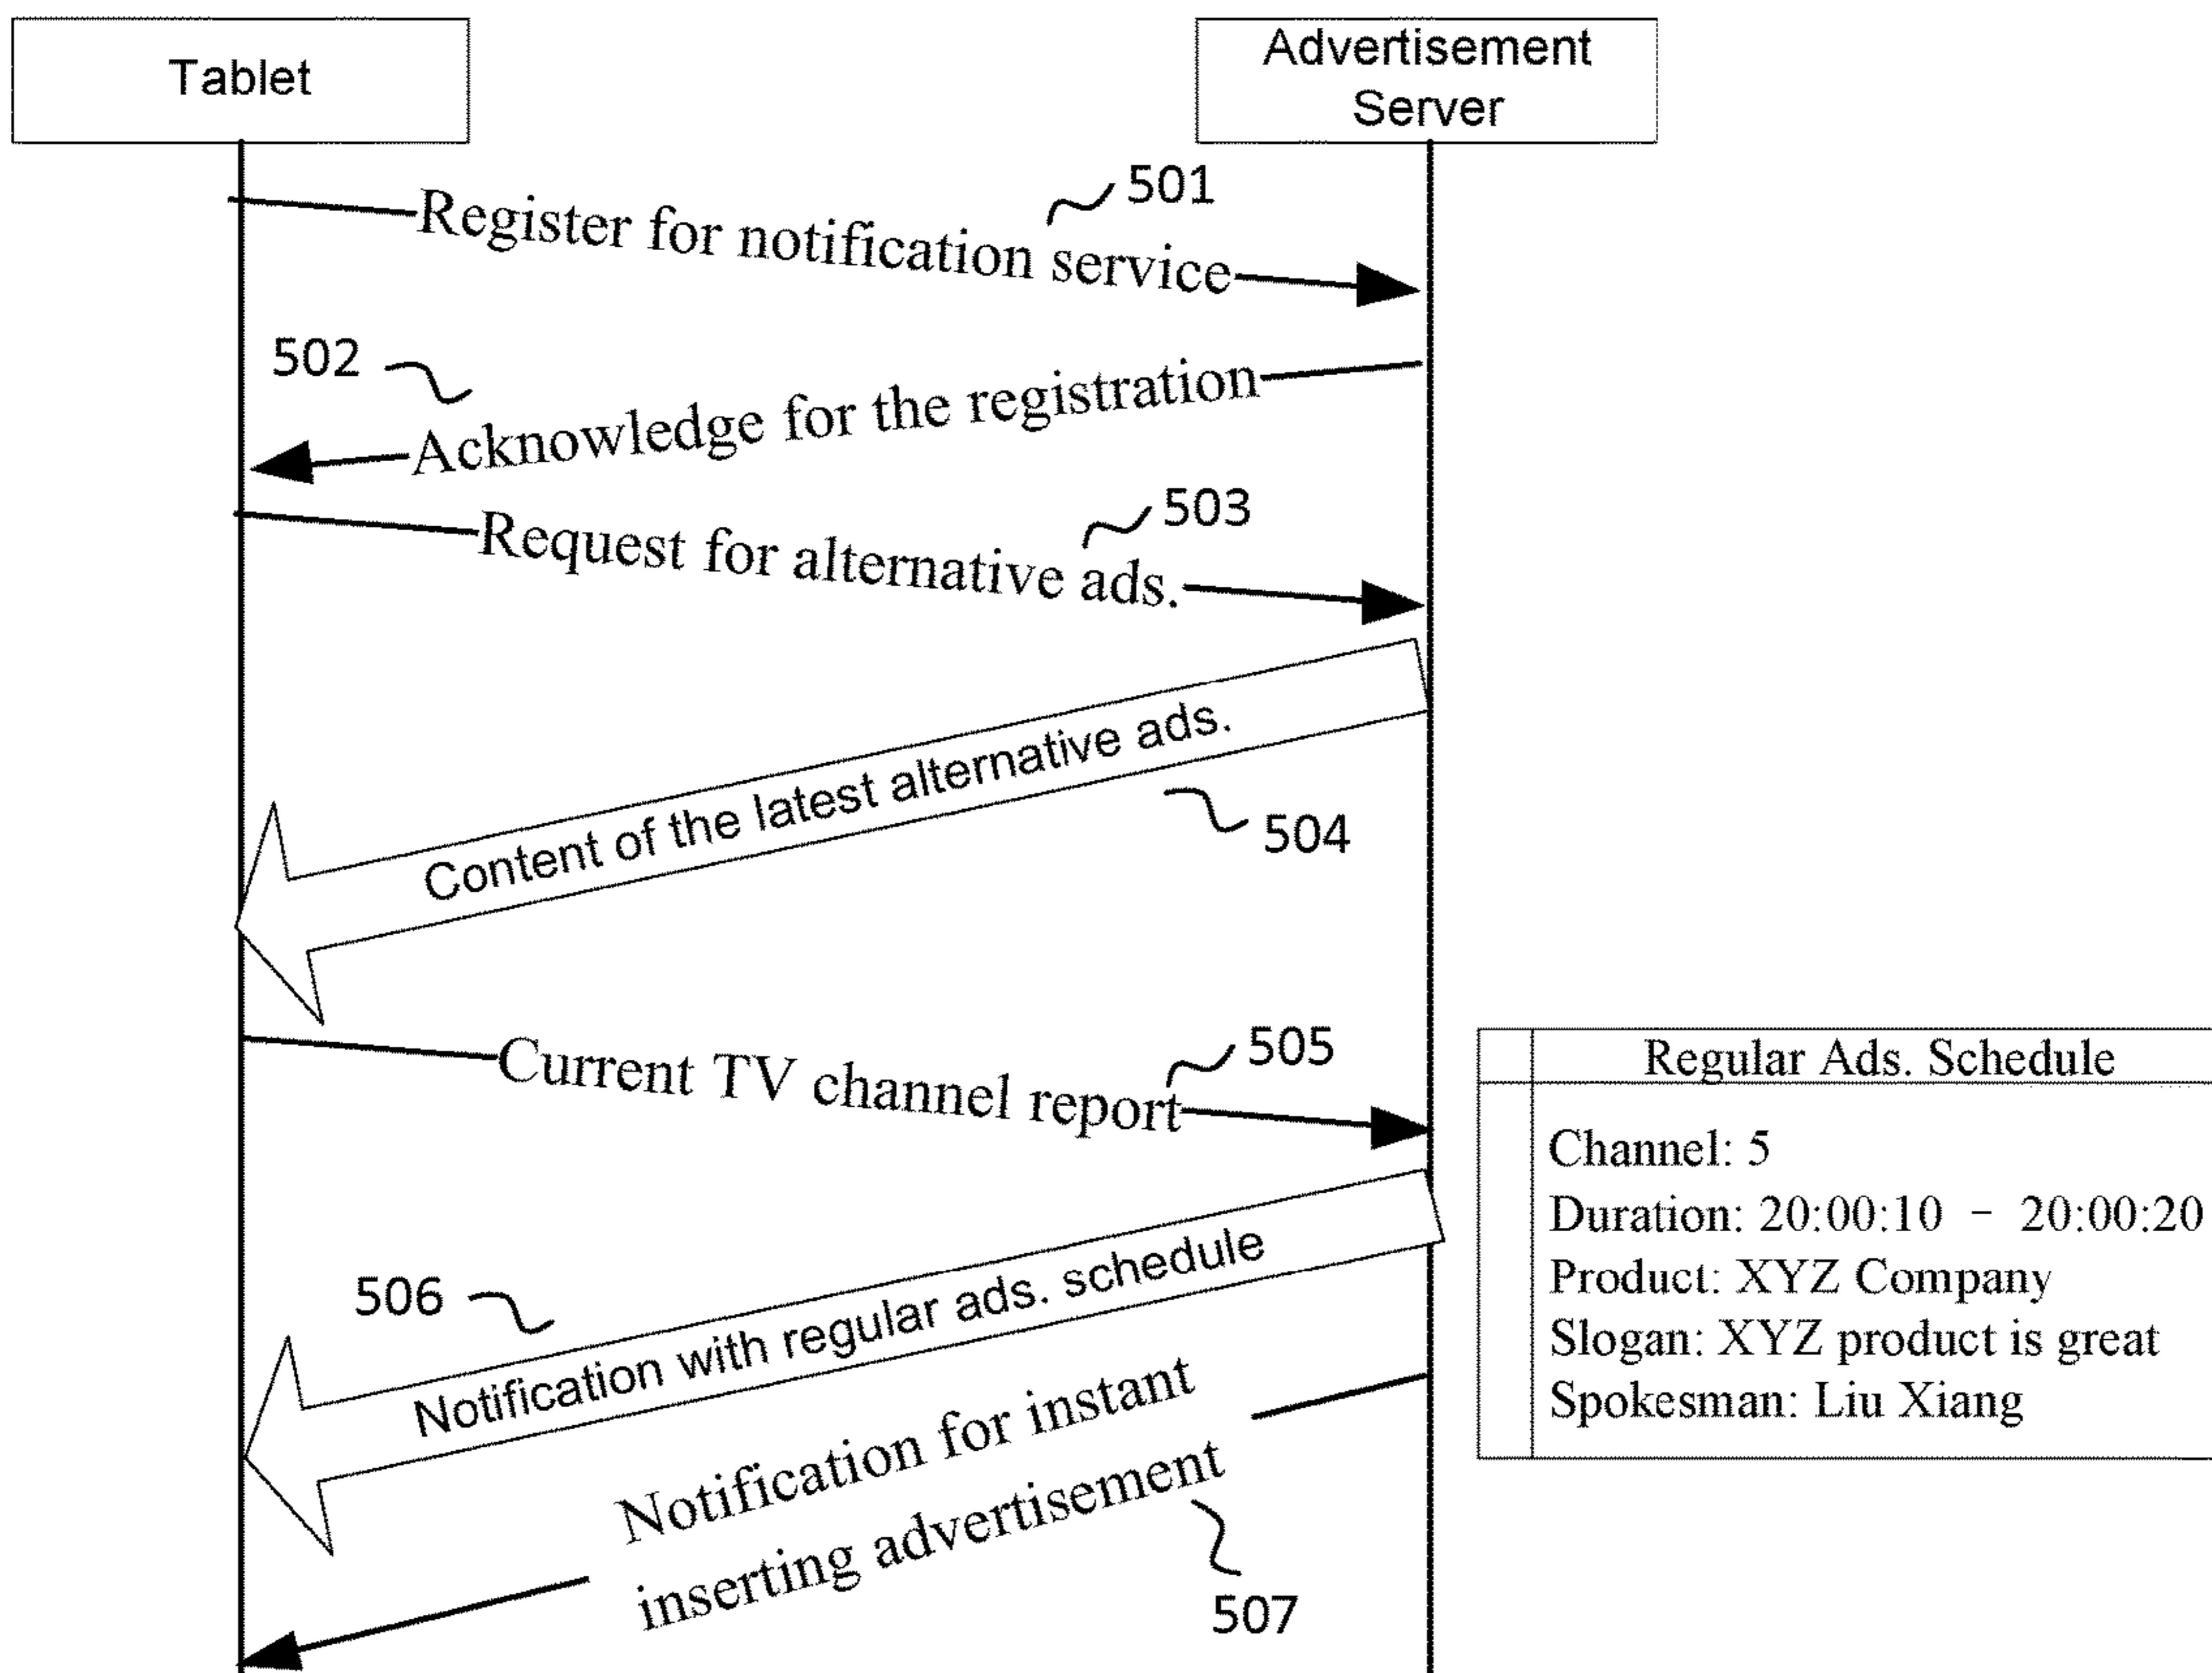 Tablet
Advertisement
Server
501
Register for notification service
502
Acknowledge for the registration
503
Request for alternative ads.
Content of the latest alternative ads.
504
505
Current TV channel report
Regular Ads. Schedule
Channel: 5
Duration: 20:00:10 - 20:00:20
Product: XYZ Company
Slogan: XYZ product is great
Spokesman: Liu Xiang
506
Notification with regular ads. schedule
Notification for instant
inserting advertisement
507